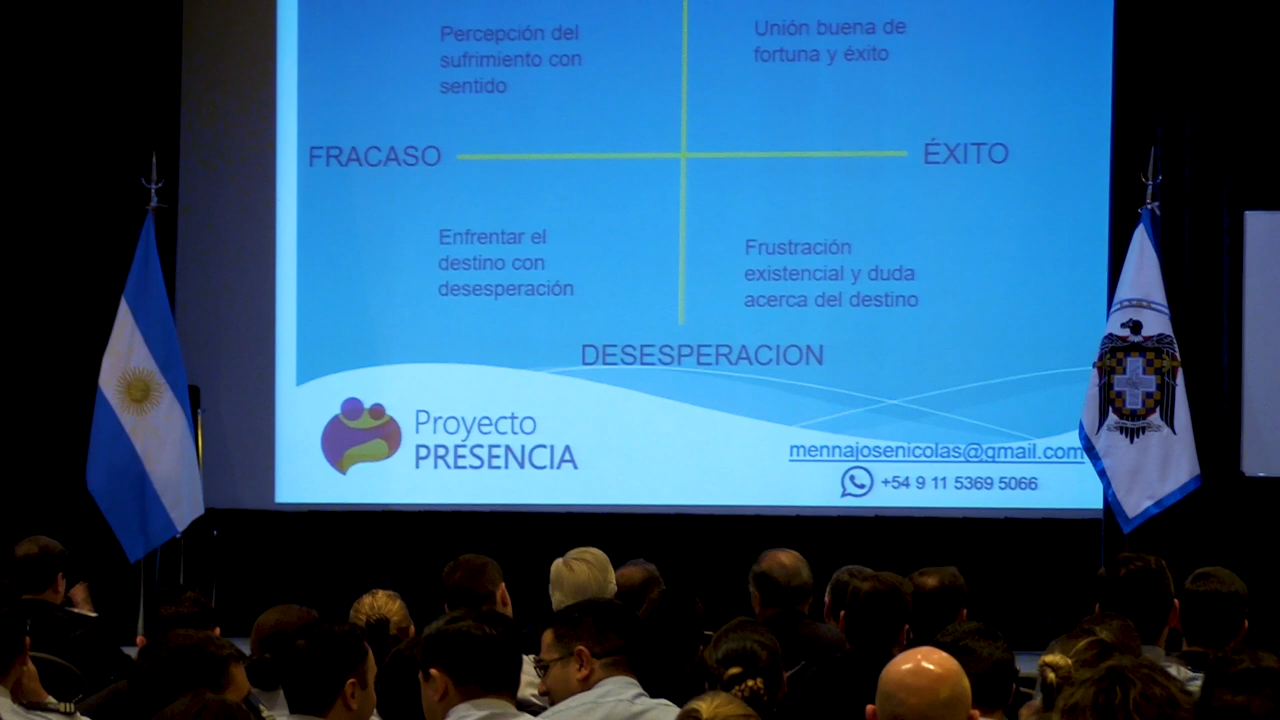 Percepción del
sufrimiento con
sentido
Unión buena de
fortuna y éxito
FRACASO
ÉXITO
Enfrentar el
destino con
desesperación
Frustración
existencial y duda
acerca del destino
DESESPERACION
Proyecto
PRESENCIA
mennajosenicolas@gmail.com
+54 9 11 5369 5066